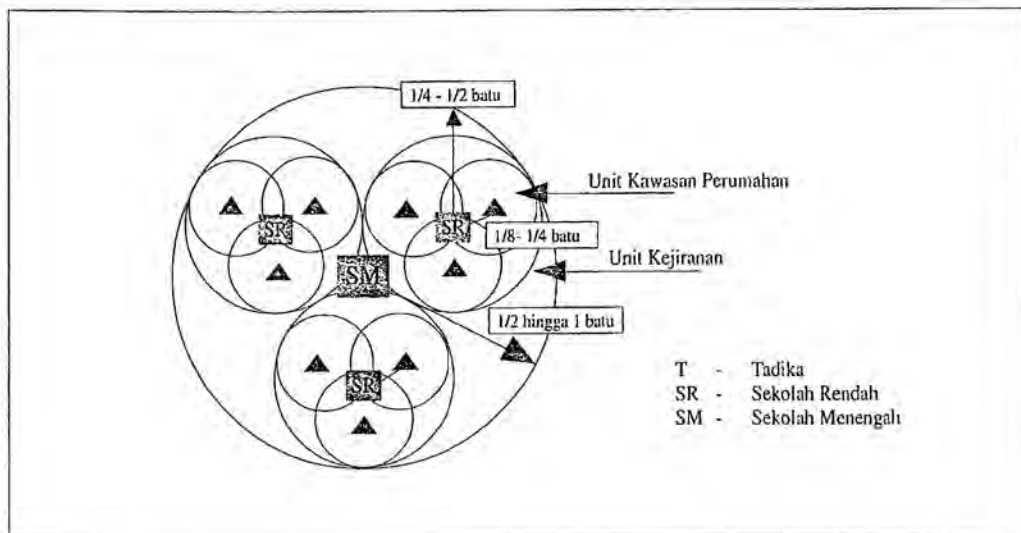 1/4 - 1/2 batu
Unit Kawasan Perumahan
SR
SR
1/8- 1/4 batu
Unit Kejiranan
SM
1/2 hingga 1 batu
SR
T - Tadika
SR - Sekolah Rendah
SM - Sekolah Menengah